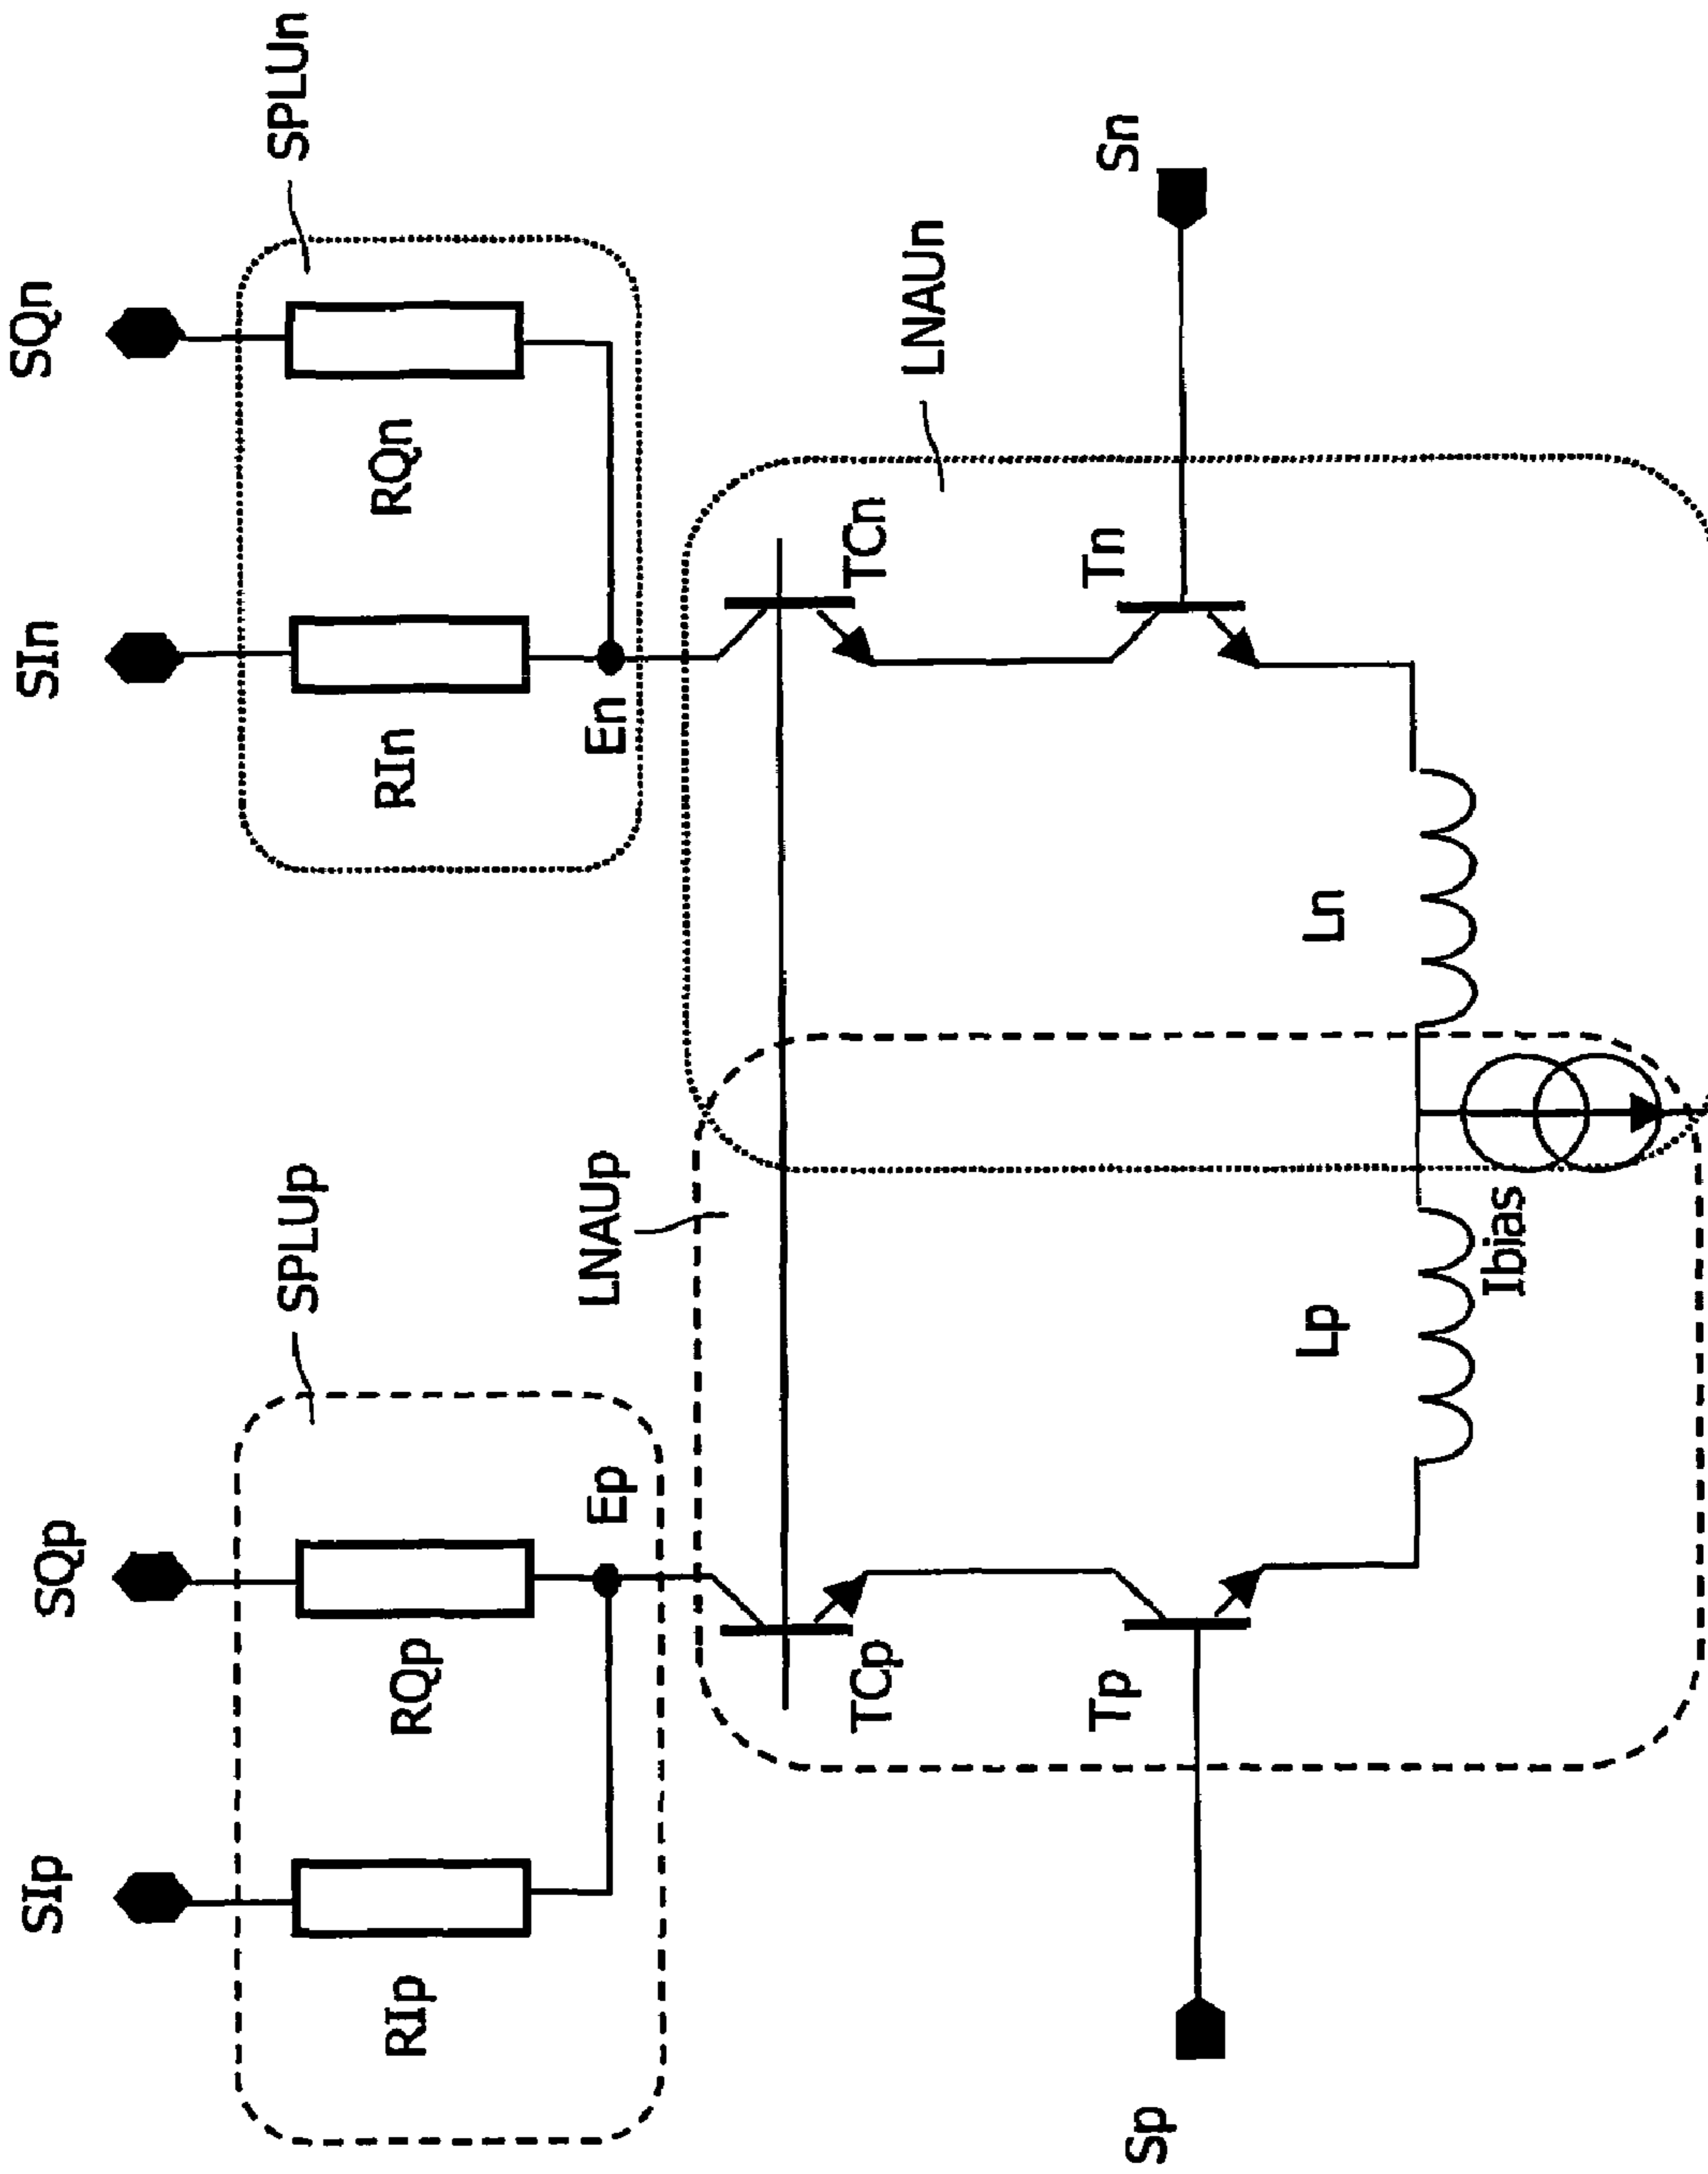 SIp
SQp
SIn
SQn
SPLUp
SPLUn
RIp
RQp
RIn
RQn
Ep
En
LNAUp
LNAUn
TCp
TCn
Sp
Tp
Tn
Sn
Lp
Ln
Ibias